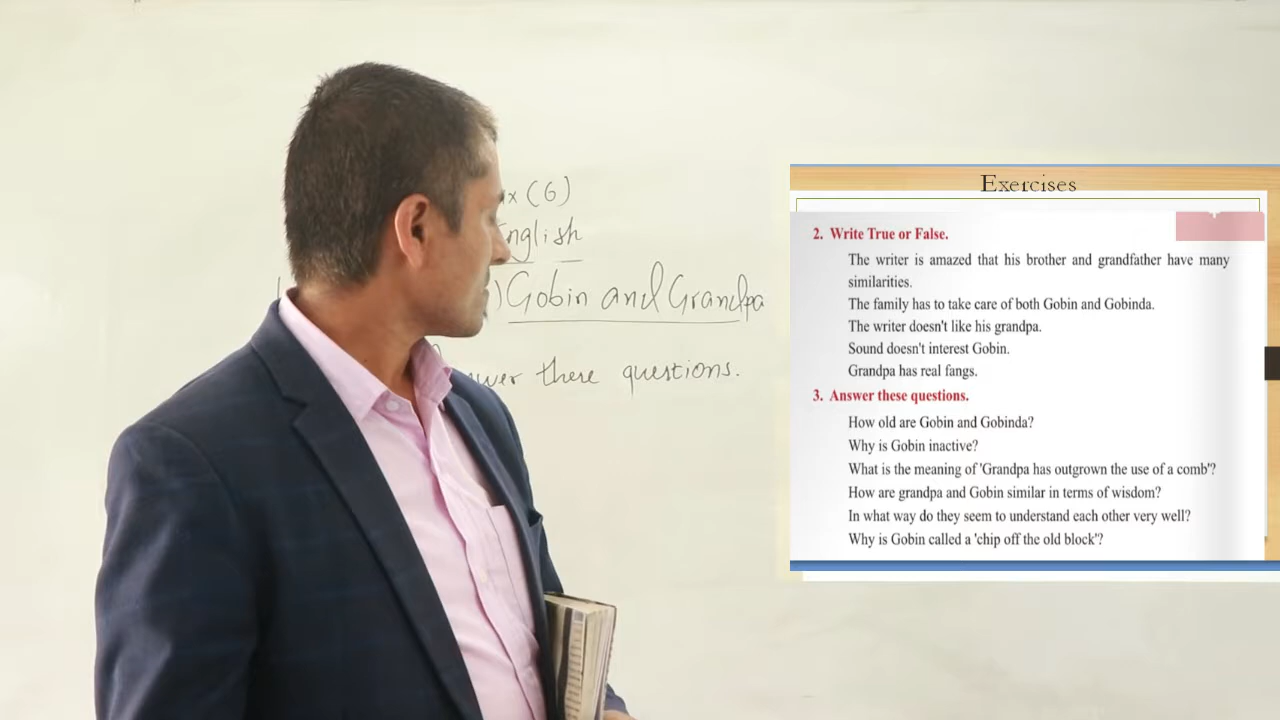 (6)
English
Gobin and Grandpa
there questions.
Exercises
2. Write True or False.
The writer is amazed that his brother and grandfather have many
similarities.
The family has to take care of both Gobin and Gobinda.
The writer doesn't like his grandpa.
Sound doesn't interest Gobin.
Grandpa has real fangs.
3. Answer these questions.
How old are Gobin and Gobinda?
Why is Gobin inactive?
What is the meaning of 'Grandpa has outgrown the use of a comb'?
How are grandpa and Gobin similar in terms of wisdom?
In what way do they seem to understand each other very well?
Why is Gobin called a 'chip off the old block'?